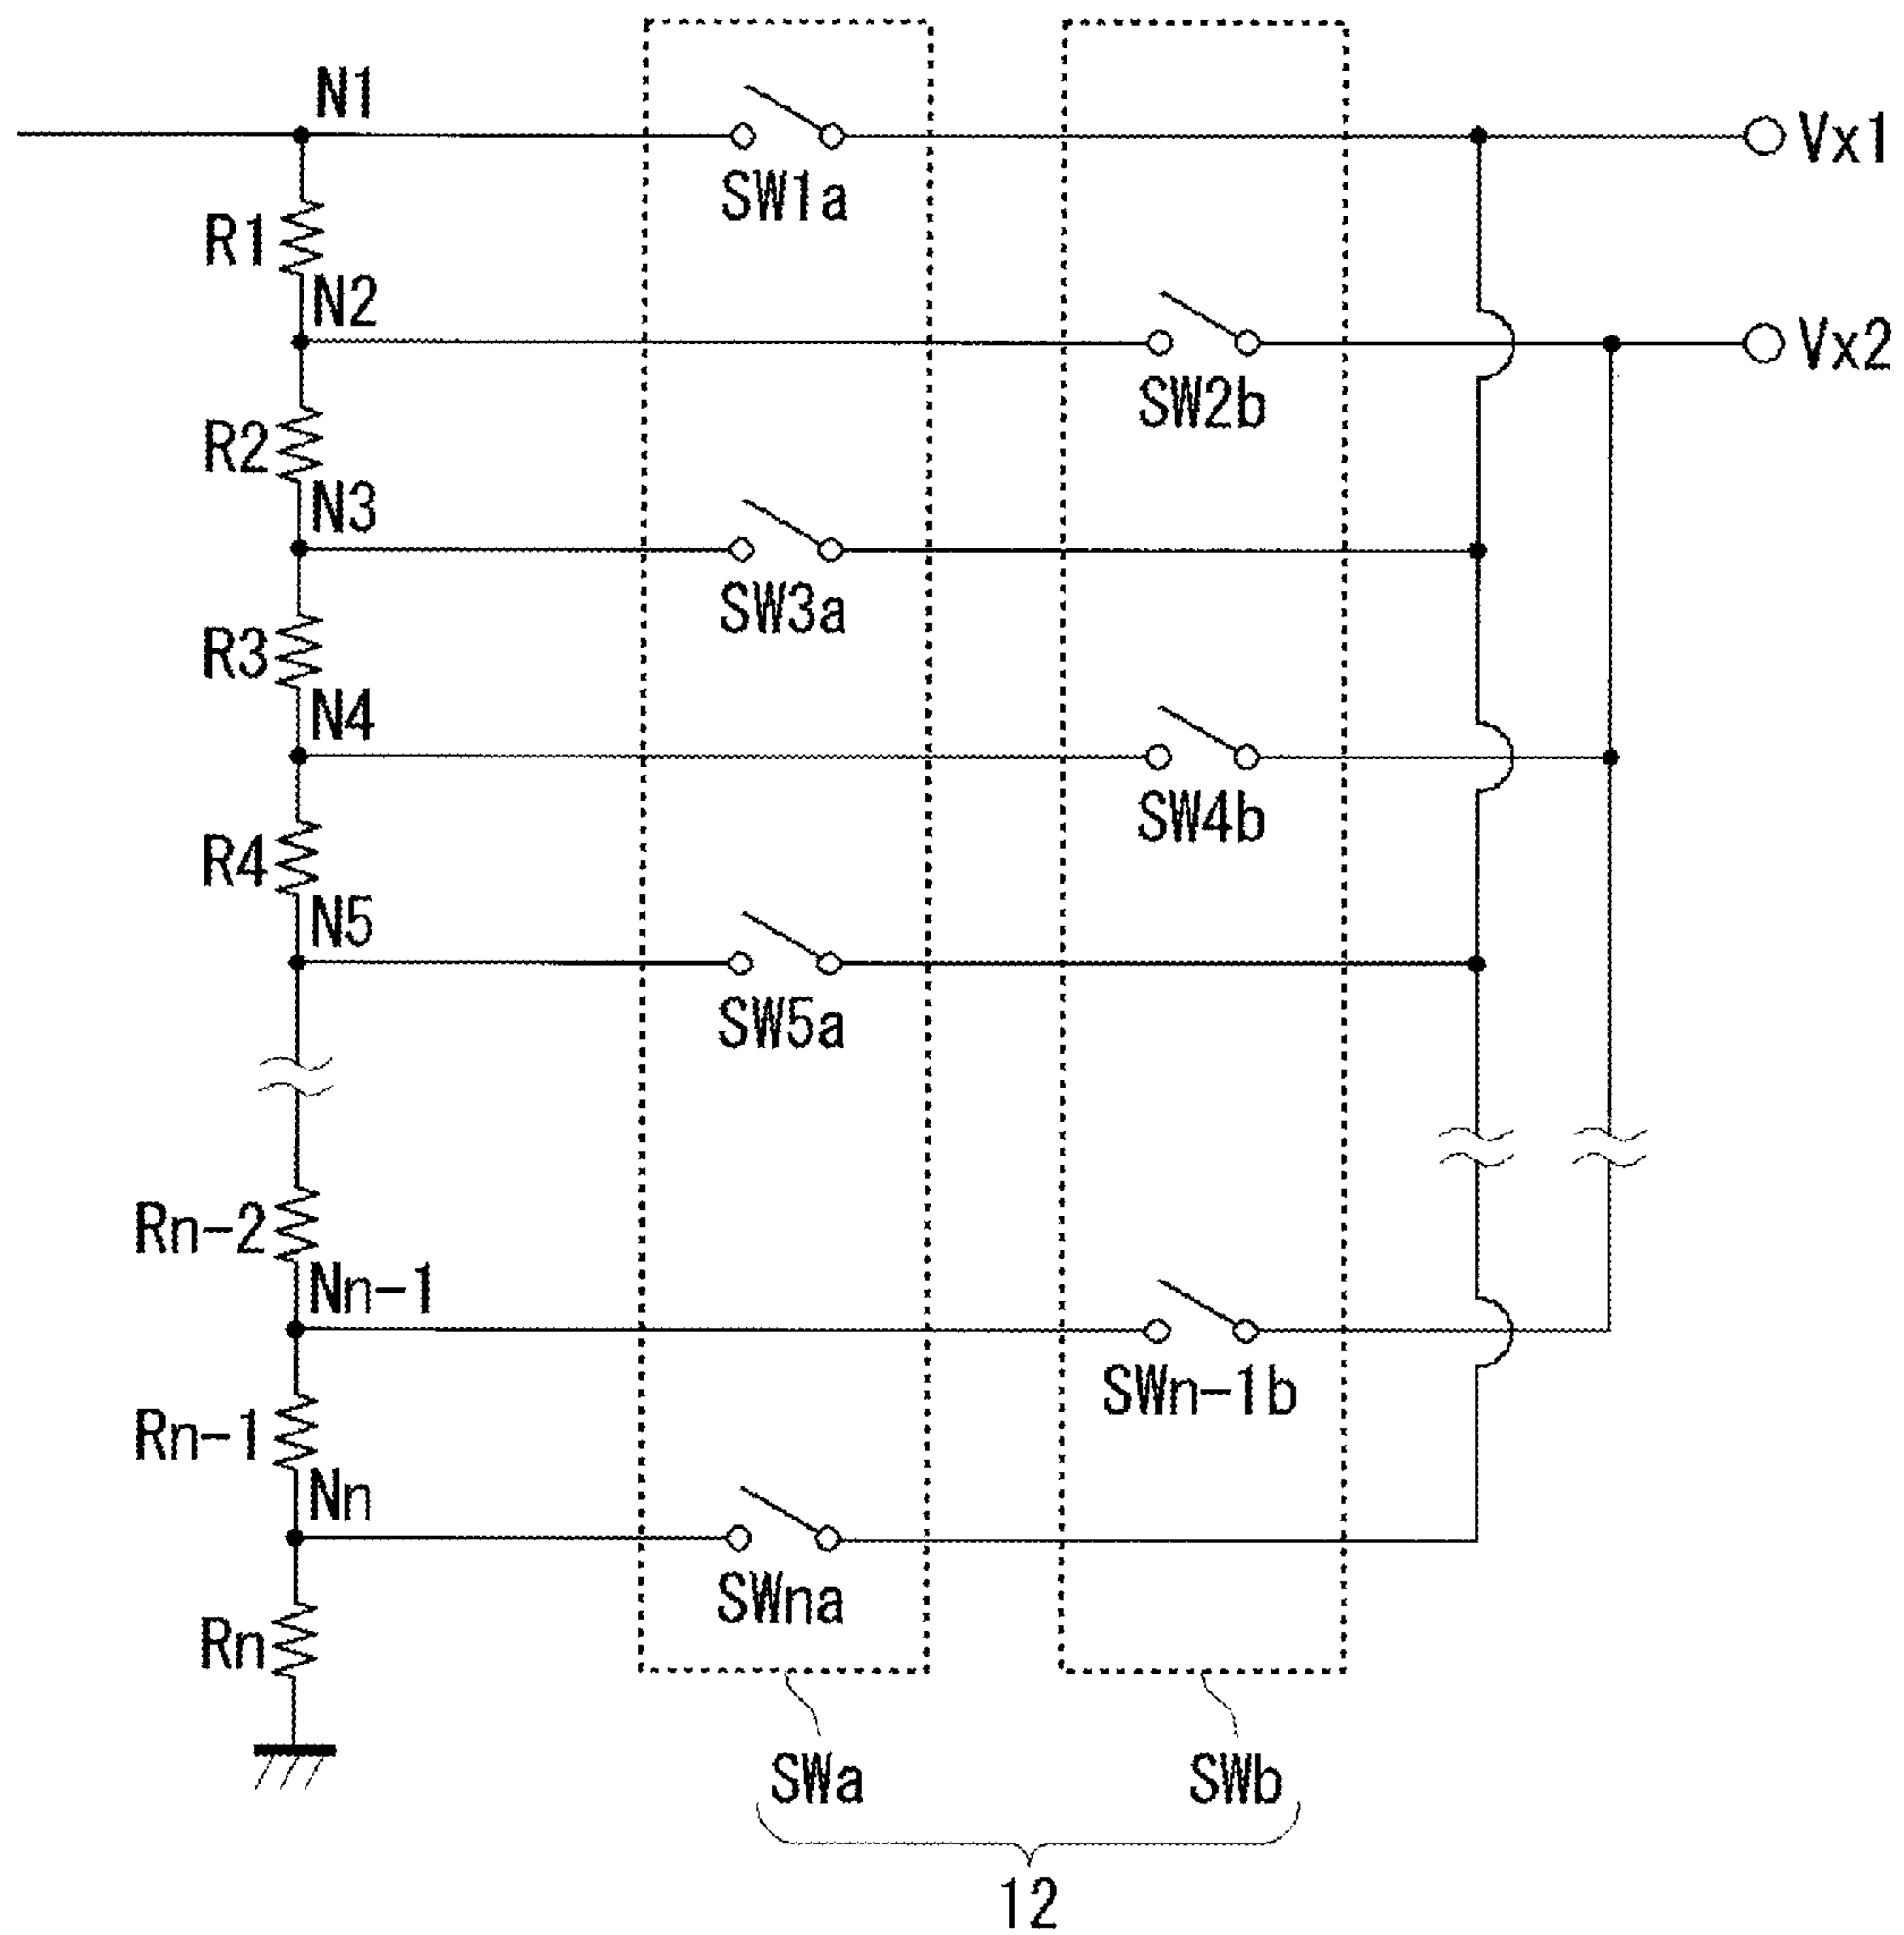 N1
Vx1
SW1a
R1
N2
Vx2
SW2b
R2
N3
SW3a
R3
N4
SW4b
R4
N5
SW5a
Rn-2
Nn-1
SWn-1b
Rn-1
Nn
SWna
Rn
SWa
SWb
12